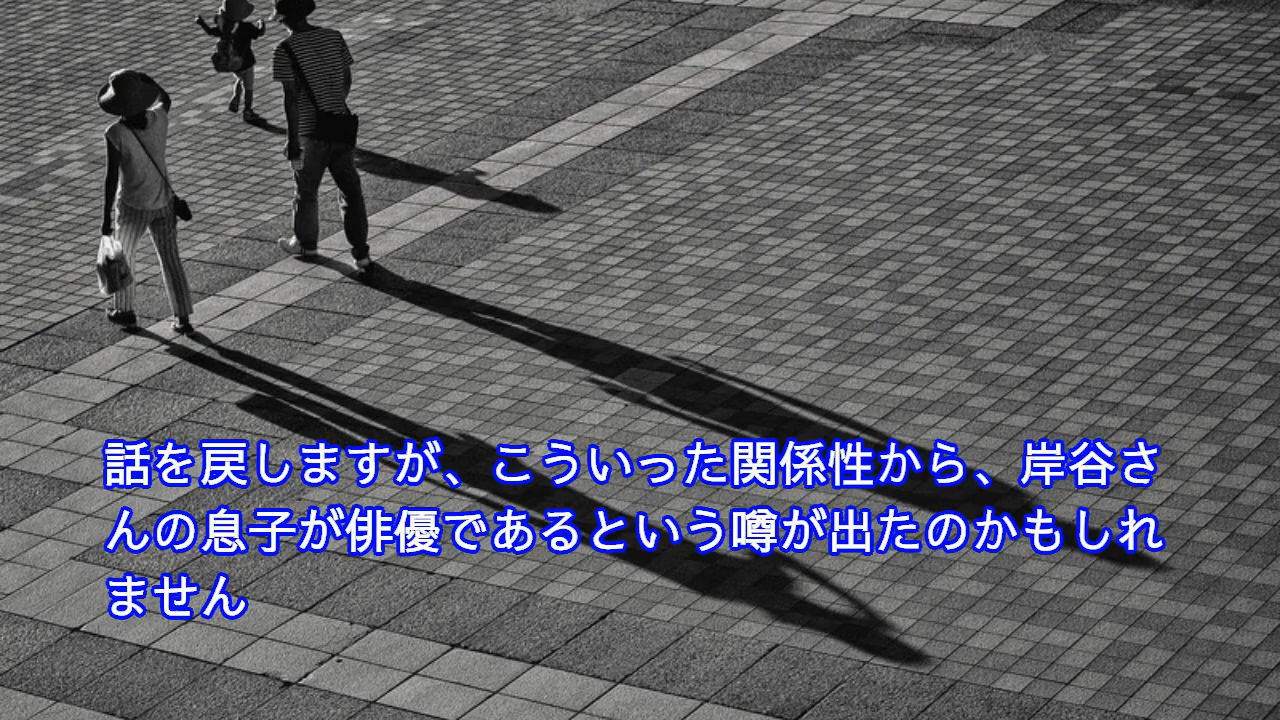 話を戻しますが、こういった関係性から、岸谷さ
んの息子が俳優であるという噂が出たのかもしれ
ません